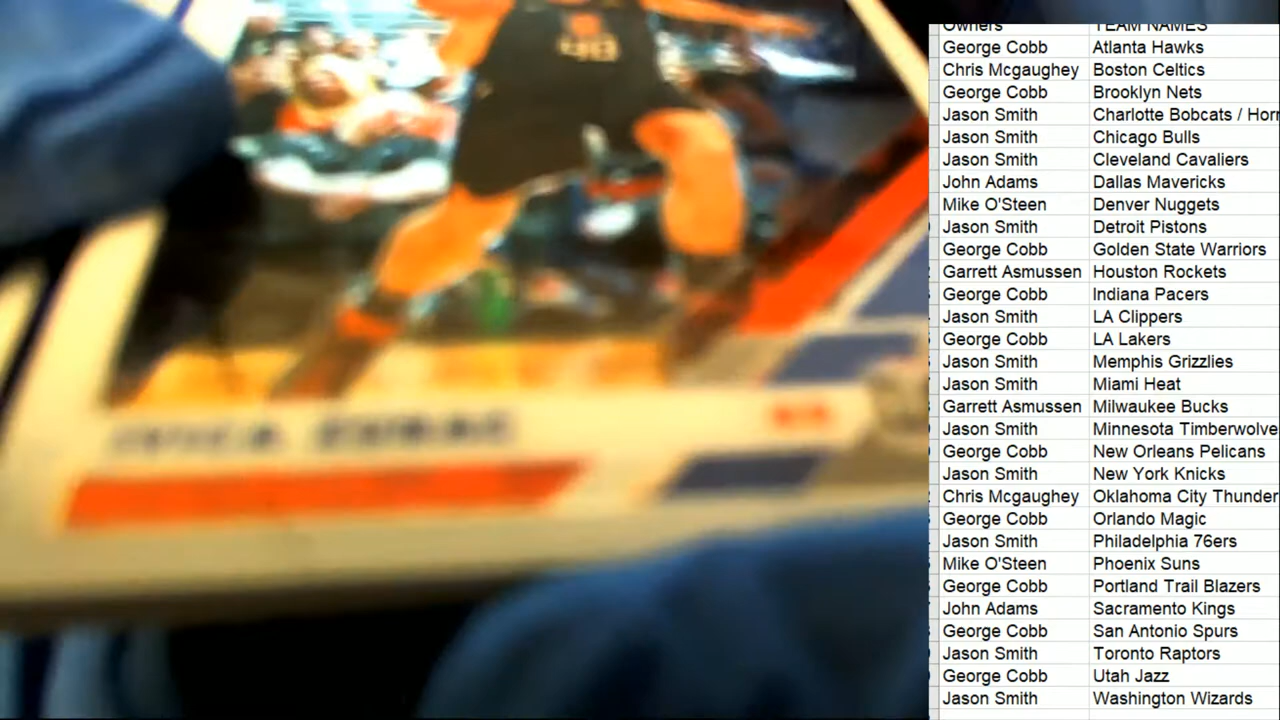 Owners TEAM NAMES
George Cobb Atlanta Hawks
Chris Mcgaughey Boston Celtics
George Cobb Brooklyn Nets
Jason Smith Charlotte Bobcats / Horr
Jason Smith Chicago Bulls
Jason Smith Cleveland Cavaliers
John Adams Dallas Mavericks
Mike O'Steen Denver Nuggets
Jason Smith Detroit Pistons
George Cobb Golden State Warriors
Garrett Asmussen Houston Rockets
George Cobb Indiana Pacers
Jason Smith LA Clippers
George Cobb LA Lakers
Jason Smith Memphis Grizzlies
Jason Smith Miami Heat
Garrett Asmussen Milwaukee Bucks
Jason Smith Minnesota Timberwolve
George Cobb New Orleans Pelicans
Jason Smith New York Knicks
Chris Mcgaughey Oklahoma City Thunder
George Cobb Orlando Magic
Jason Smith Philadelphia 76ers
Mike O'Steen Phoenix Suns
George Cobb Portland Trail Blazers
John Adams Sacramento Kings
George Cobb San Antonio Spurs
Jason Smith Toronto Raptors
George Cobb Utah Jazz
Jason Smith Washington Wizards